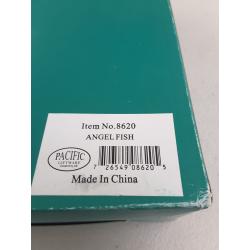 Item No.8620
ANGEL FISH
PACIFIC
GIFTWARE
7 26549 08620 5
Made In China